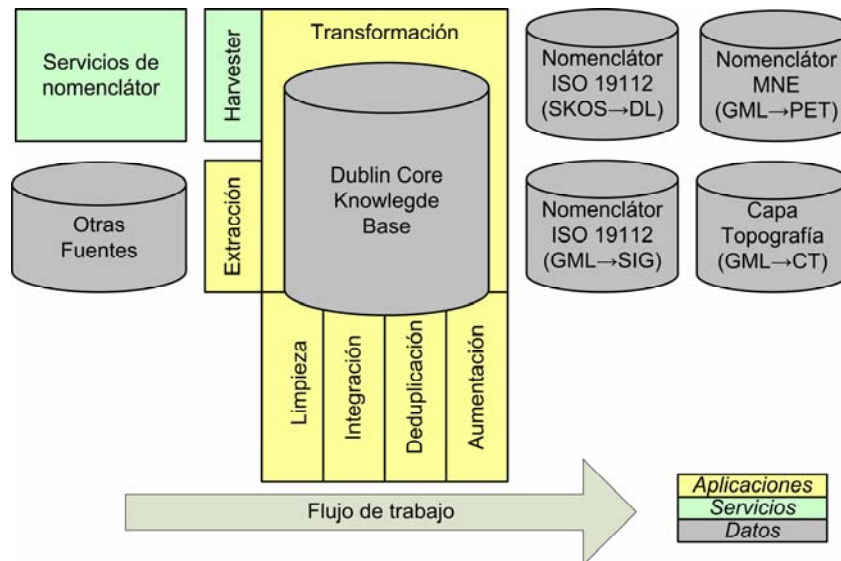 Servicios de
nomenclátor
Harvester
Transformación
Nomenclátor
ISO 19112
(SKOS→DL)
Nomenclátor
MNE
(GML→PET)
Otras
Fuentes
Extracción
Dublin Core
Knowlegde
Base
Nomenclátor
ISO 19112
(GML→SIG)
Capa
Topografía
(GML→CT)
Limpieza
Integración
Deduplicación
Aumentación
Flujo de trabajo
Aplicaciones
Servicios
Datos